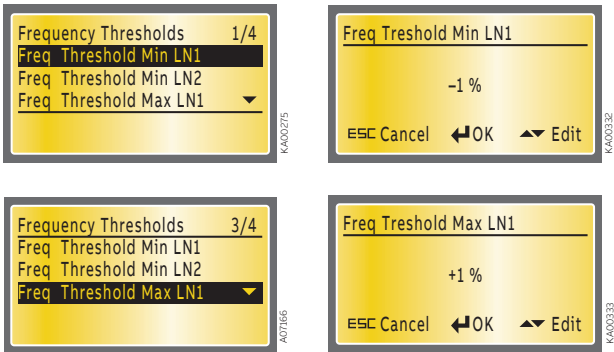 Frequency Thresholds 1/4
Freq Threshold Min LN1
Freq Threshold Min LN2
Freq Threshold Max LN1
KA00275
Freq Treshold Min LN1
–1 %
ESC Cancel OK Edit
KA00332
Frequency Thresholds 3/4
Freq Threshold Min LN1
Freq Threshold Min LN2
Freq Threshold Max LN1
A07166
Freq Treshold Max LN1
+1 %
ESC Cancel OK Edit
KA00333